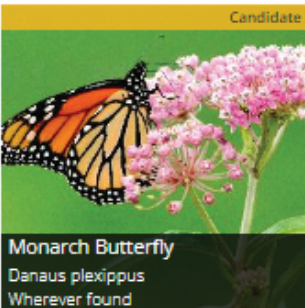 Candidate
Monarch Butterfly
Danaus plexippus
Wherever found